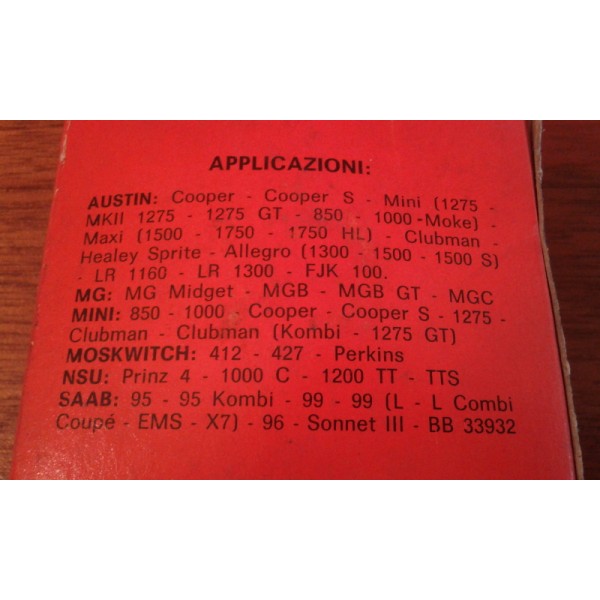 APPLICAZIONI:
AUSTIN: Cooper - Cooper S - Mini (1275 -
MKII 1275 - 1275 GT - 850 - 1000 -Moke) -
Maxi (1500 - 1750 - 1750 HL) - Clubman -
Healey Sprite - Allegro (1300 - 1500 - 1500 S)
- LR 1160 - LR 1300 - FJK 100.
MG: MG Midget - MGB - MGB GT - MGC
MINI: 850 - 1000 - Cooper - Cooper S - 1275 -
Clubman - Clubman (Kombi - 1275 GT)
MOSKWITCH: 412 - 427 - Perkins
NSU: Prinz 4 - 1000 C - 1200 TT - TTS
SAAB: 95 - 95 Kombi - 99 - 99 (L - L Combi
Coupé - EMS - X7) - 96 - Sonnet III - BB 33932